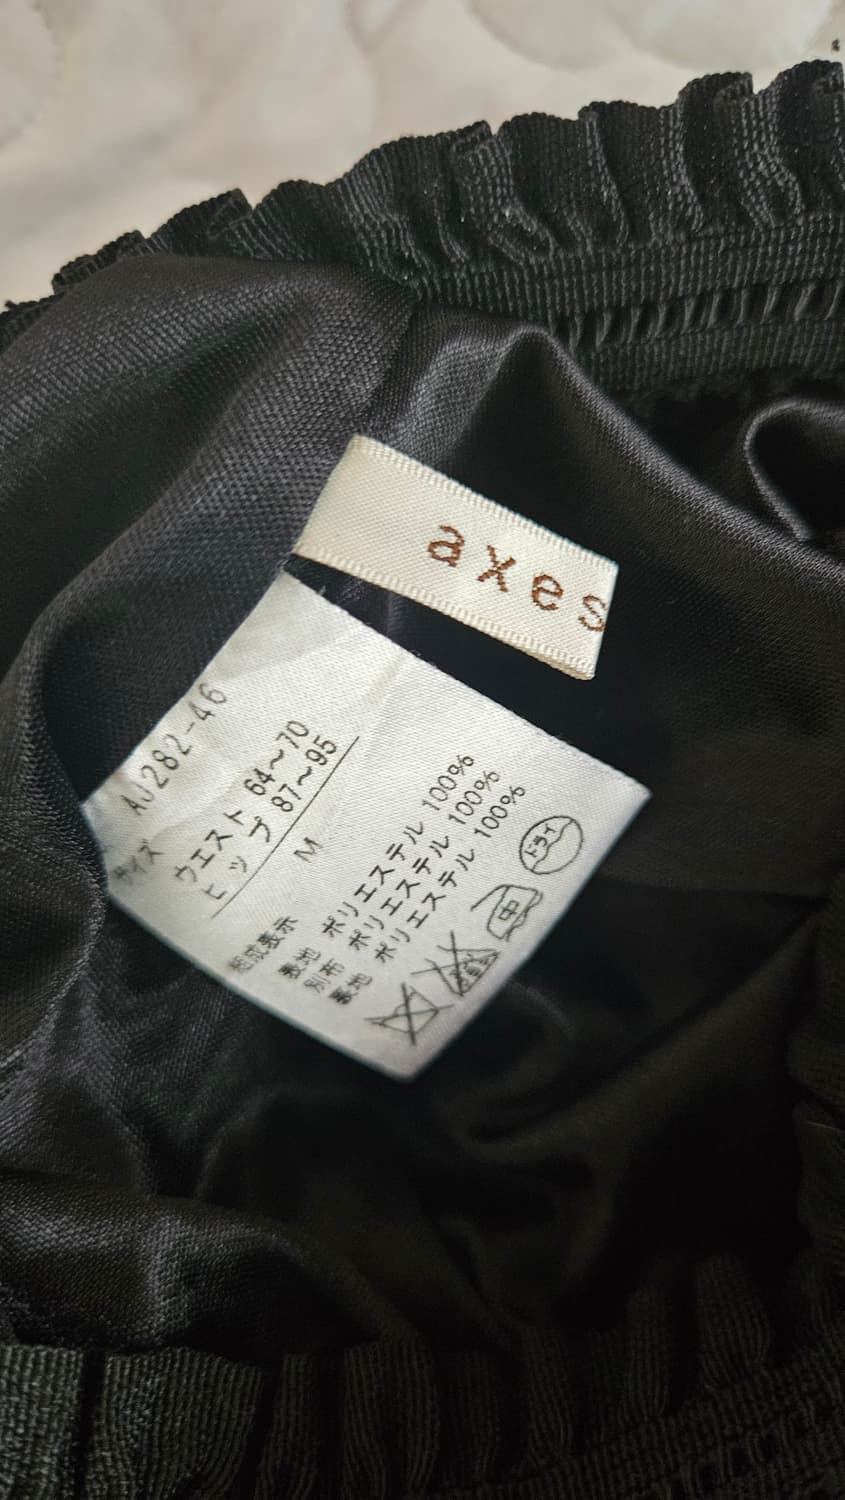 axes
AJ282-46
サイズ
ウエスト 64～70
ヒップ 87～95
M
組成表示
表地 ポリエステル 100%
別布 ポリエステル 100%
裏地 ポリエステル 100%
ドライ
中